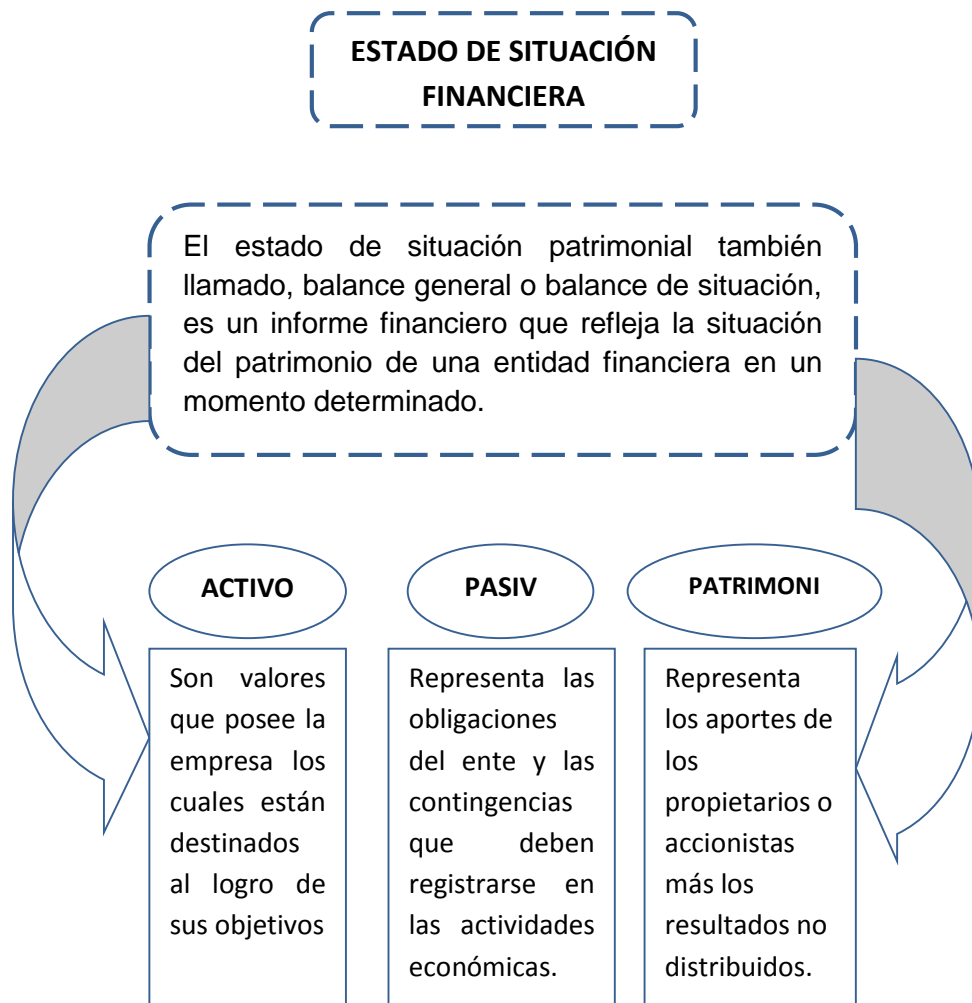 ESTADO DE SITUACIÓN
FINANCIERA
El estado de situación patrimonial también
llamado, balance general o balance de situación,
es un informe financiero que refleja la situación
del patrimonio de una entidad financiera en un
momento determinado.
ACTIVO
Son valores
que posee la
empresa los
cuales están
destinados
al logro de
sus objetivos
PASIV
Representa las
obligaciones
del ente y las
contingencias
que deben
registrarse en
las actividades
económicas.
PATRIMONI
Representa
los aportes de
los
propietarios o
accionistas
más los
resultados no
distribuidos.